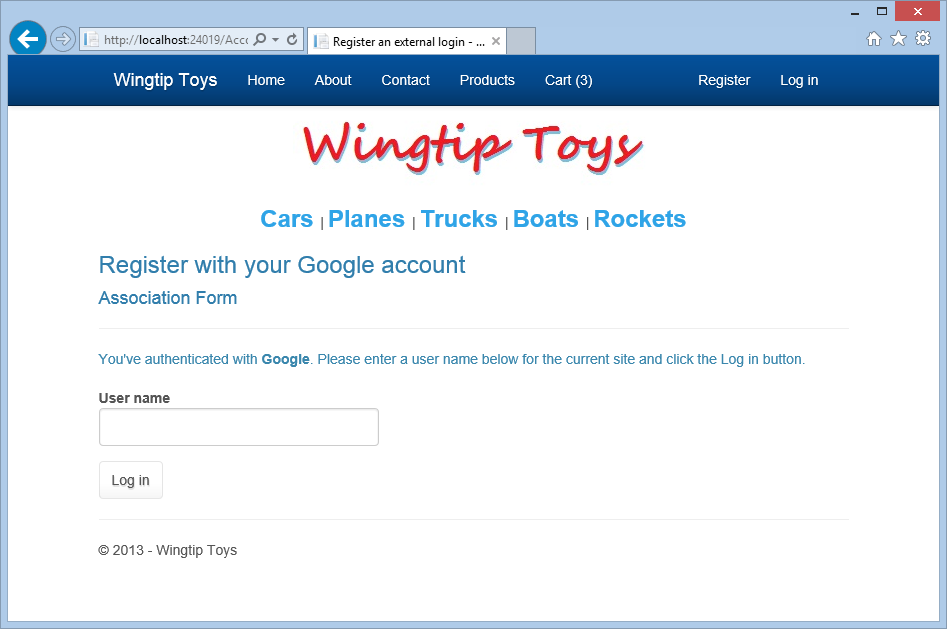 http://localhost:24019/Acc
Register an external login - ...
Wingtip Toys Home About Contact Products Cart (3) Register Log in
Wingtip Toys
Cars | Planes | Trucks | Boats | Rockets
Register with your Google account
Association Form
You've authenticated with Google. Please enter a user name below for the current site and click the Log in button.
User name
Log in
© 2013 - Wingtip Toys